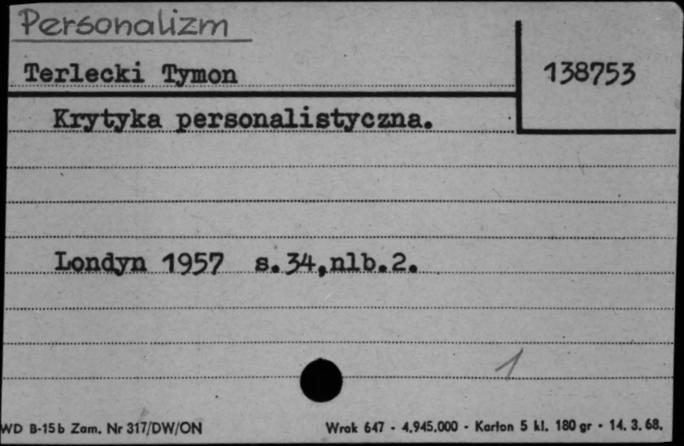 Personalizm
Terlecki Tymon
138753
Krytyka personalistyczna.
Londyn 1957 s.34,nlb.2.
1
WD B-15b Zam. Nr 317/DW/ON
Wrak 647 - 4.945.000 - Karton 5 kl. 180 gr - 14. 3. 68.